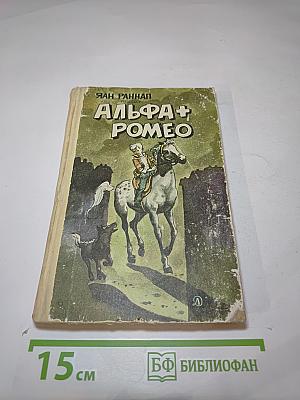 ЯАН РАННАП
АЛЬФА+
РОМЕО
15 см
БФ БИБЛИОФАН